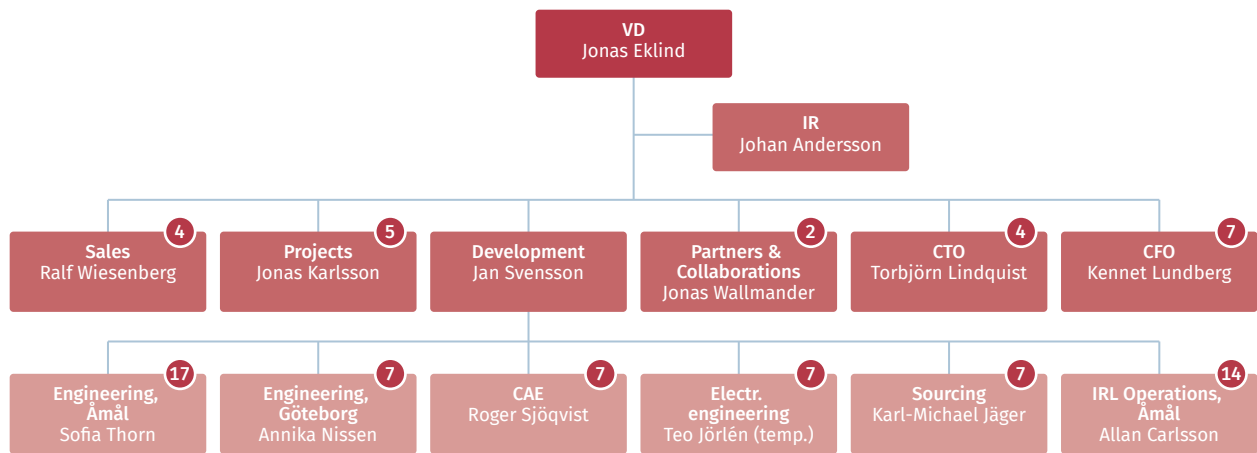 VD
Jonas Eklind
IR
Johan Andersson
4
Sales
Ralf Wiesenberg
5
Projects
Jonas Karlsson
Development
Jan Svensson
2
Partners &
Collaborations
Jonas Wallmander
4
CTO
Torbjörn Lindquist
7
CFO
Kennet Lundberg
17
Engineering,
Åmål
Sofia Thorn
7
Engineering,
Göteborg
Annika Nissen
7
CAE
Roger Sjöqvist
7
Electr.
engineering
Teo Jörlén (temp.)
7
Sourcing
Karl-Michael Jäger
14
IRL Operations,
Åmål
Allan Carlsson